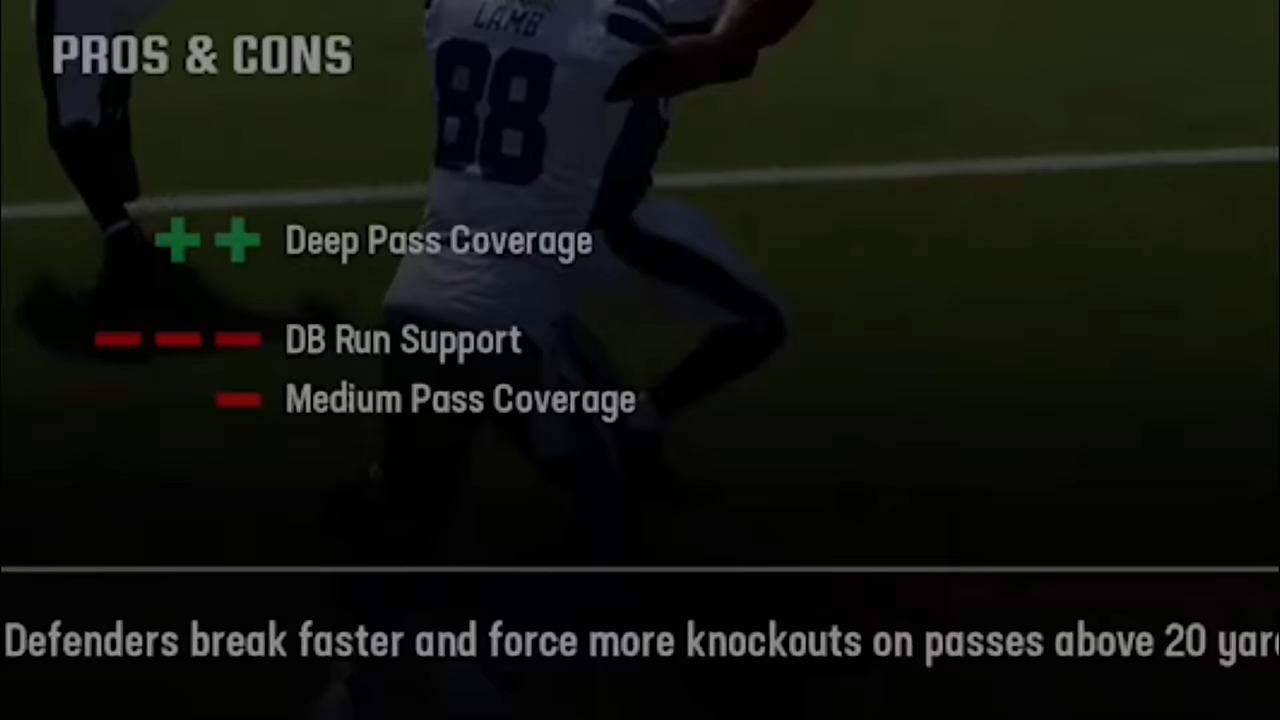 LAMB
88
PROS & CONS
Deep Pass Coverage
DB Run Support
Medium Pass Coverage
Defenders break faster and force more knockouts on passes above 20